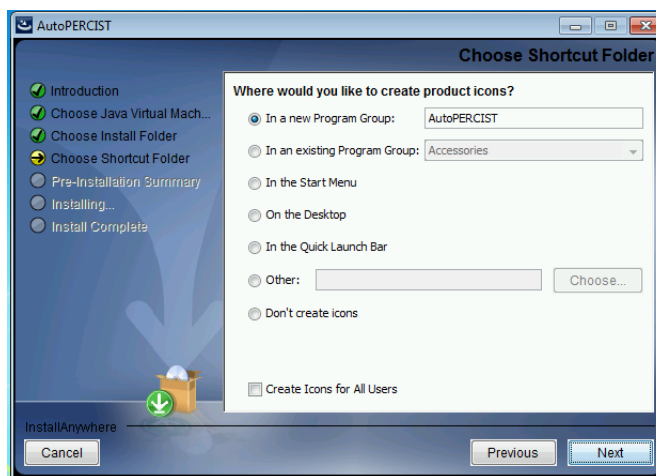 AutoPERCIST
Choose Shortcut Folder
Introduction
Choose Java Virtual Mach...
Choose Install Folder
Choose Shortcut Folder
Pre-Installation Summary
Installing...
Install Complete
Where would you like to create product icons?
In a new Program Group: AutoPERCIST
In an existing Program Group: Accessories
In the Start Menu
On the Desktop
In the Quick Launch Bar
Other: Choose...
Don't create icons
Create Icons for All Users
InstallAnywhere
Cancel Previous Next